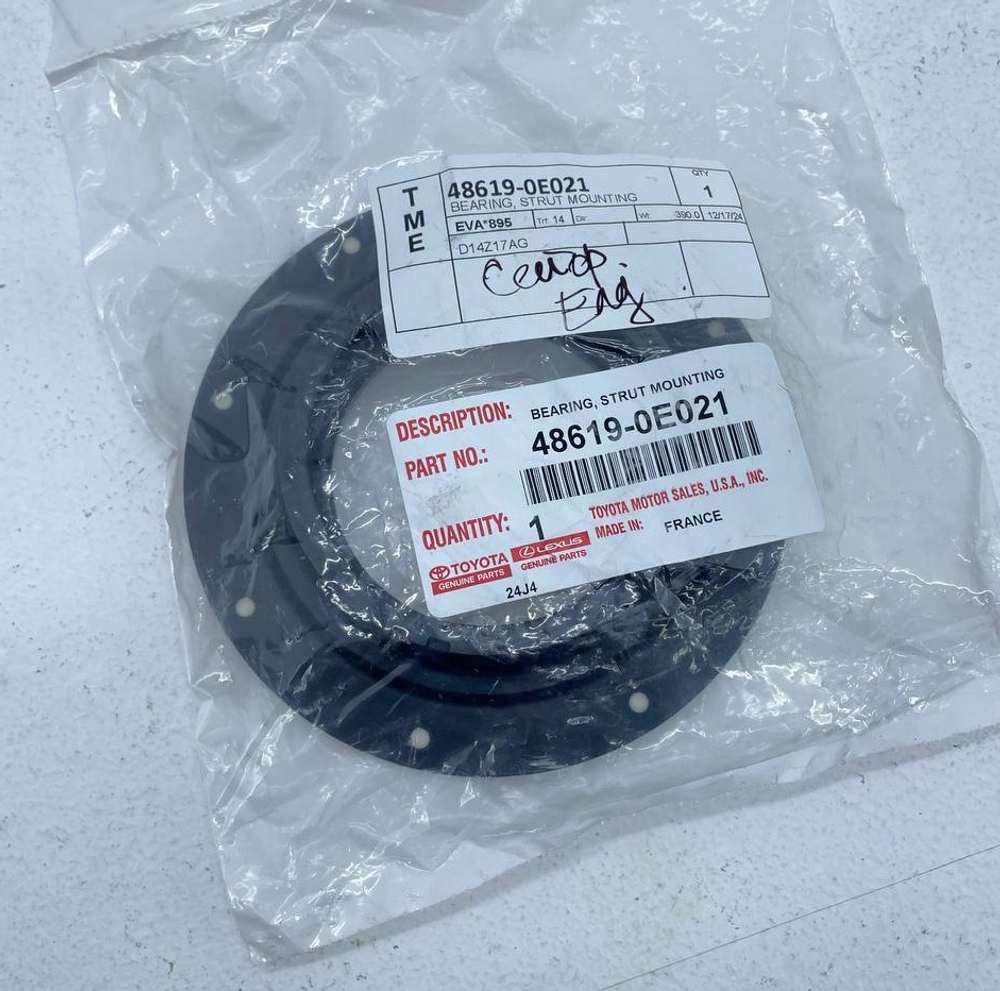 TME
48619-0E021
BEARING, STRUT MOUNTING
QTY
1
EVA*895
Trf. 14
Dir
Wt.
390.0
12/17/24
D14Z17AG
DESCRIPTION: BEARING, STRUT MOUNTING
PART NO.: 48619-0E021
QUANTITY: 1
TOYOTA MOTOR SALES, U.S.A., INC.
MADE IN: FRANCE
TOYOTA
GENUINE PARTS
LEXUS
GENUINE PARTS
24J4